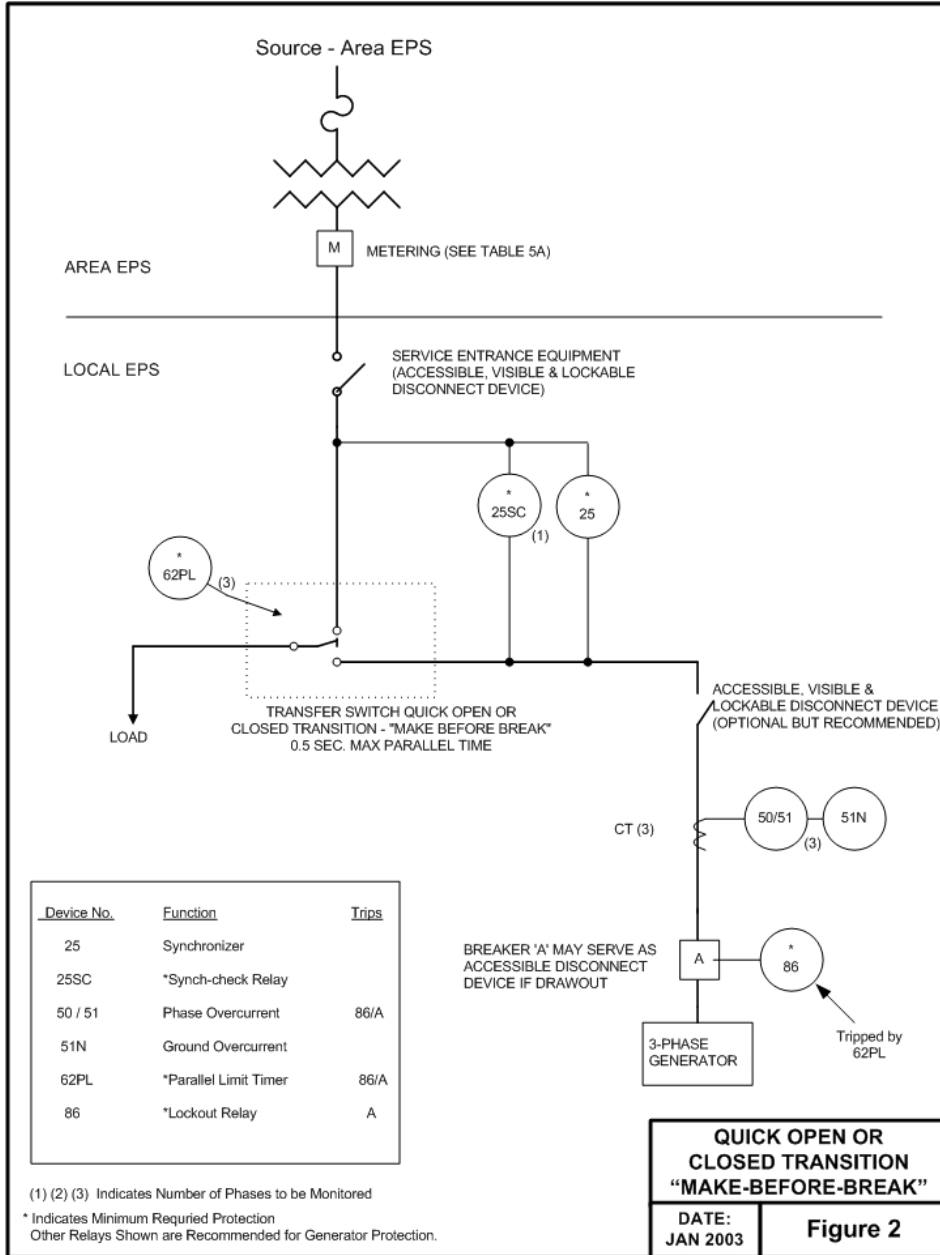 Source - Area EPS
M
METERING (SEE TABLE 5A)
AREA EPS
LOCAL EPS
SERVICE ENTRANCE EQUIPMENT
(ACCESSIBLE, VISIBLE & LOCKABLE
DISCONNECT DEVICE)
*
25SC
(1)
*
25
*
62PL
(3)
LOAD
TRANSFER SWITCH QUICK OPEN OR
CLOSED TRANSITION - "MAKE BEFORE BREAK"
0.5 SEC. MAX PARALLEL TIME
ACCESSIBLE, VISIBLE &
LOCKABLE DISCONNECT DEVICE
(OPTIONAL BUT RECOMMENDED)
CT (3)
50/51
(3)
51N
BREAKER 'A' MAY SERVE AS
ACCESSIBLE DISCONNECT
DEVICE IF DRAWOUT
A
*
86
Tripped by
62PL
3-PHASE
GENERATOR
Device No. Function Trips
25 Synchronizer
25SC *Synch-check Relay
50 / 51 Phase Overcurrent 86/A
51N Ground Overcurrent
62PL *Parallel Limit Timer 86/A
86 *Lockout Relay A
(1) (2) (3) Indicates Number of Phases to be Monitored
* Indicates Minimum Requried Protection
Other Relays Shown are Recommended for Generator Protection.
QUICK OPEN OR
CLOSED TRANSITION
“MAKE-BEFORE-BREAK”
DATE:
JAN 2003
Figure 2